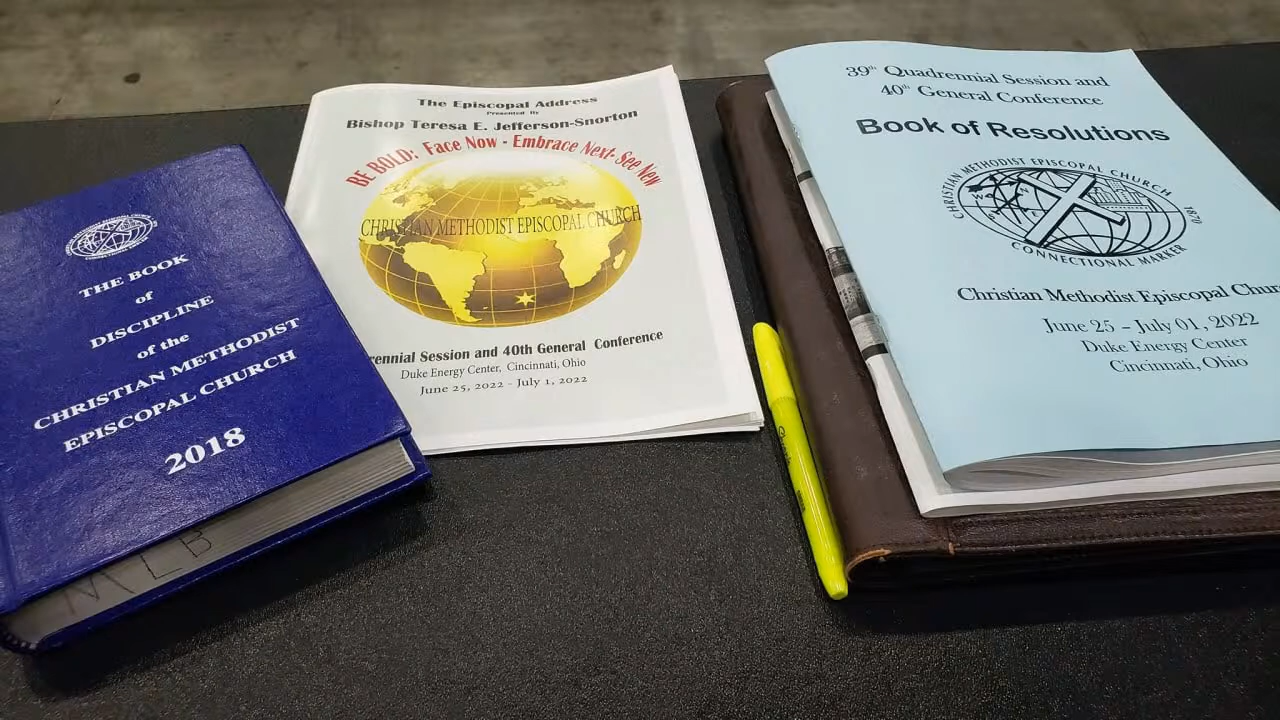 THE BOOK
of
DISCIPLINE
of the
CHRISTIAN METHODIST
EPISCOPAL CHURCH
2018
MLB
The Episcopal Address
Presented By
Bishop Teresa E. Jefferson-Snorton
BE BOLD: Face Now - Embrace Next- See New
CHRISTIAN METHODIST EPISCOPAL CHURCH
rennial Session and 40th General Conference
Duke Energy Center, Cincinnati, Ohio
June 25, 2022 - July 1, 2022
39th Quadrennial Session and
40th General Conference
Book of Resolutions
CHRISTIAN METHODIST EPISCOPAL CHURCH
1870
CONNECTIONAL MARKER
Christian Methodist Episcopal Chur
June 25 – July 01, 2022
Duke Energy Center
Cincinnati, Ohio